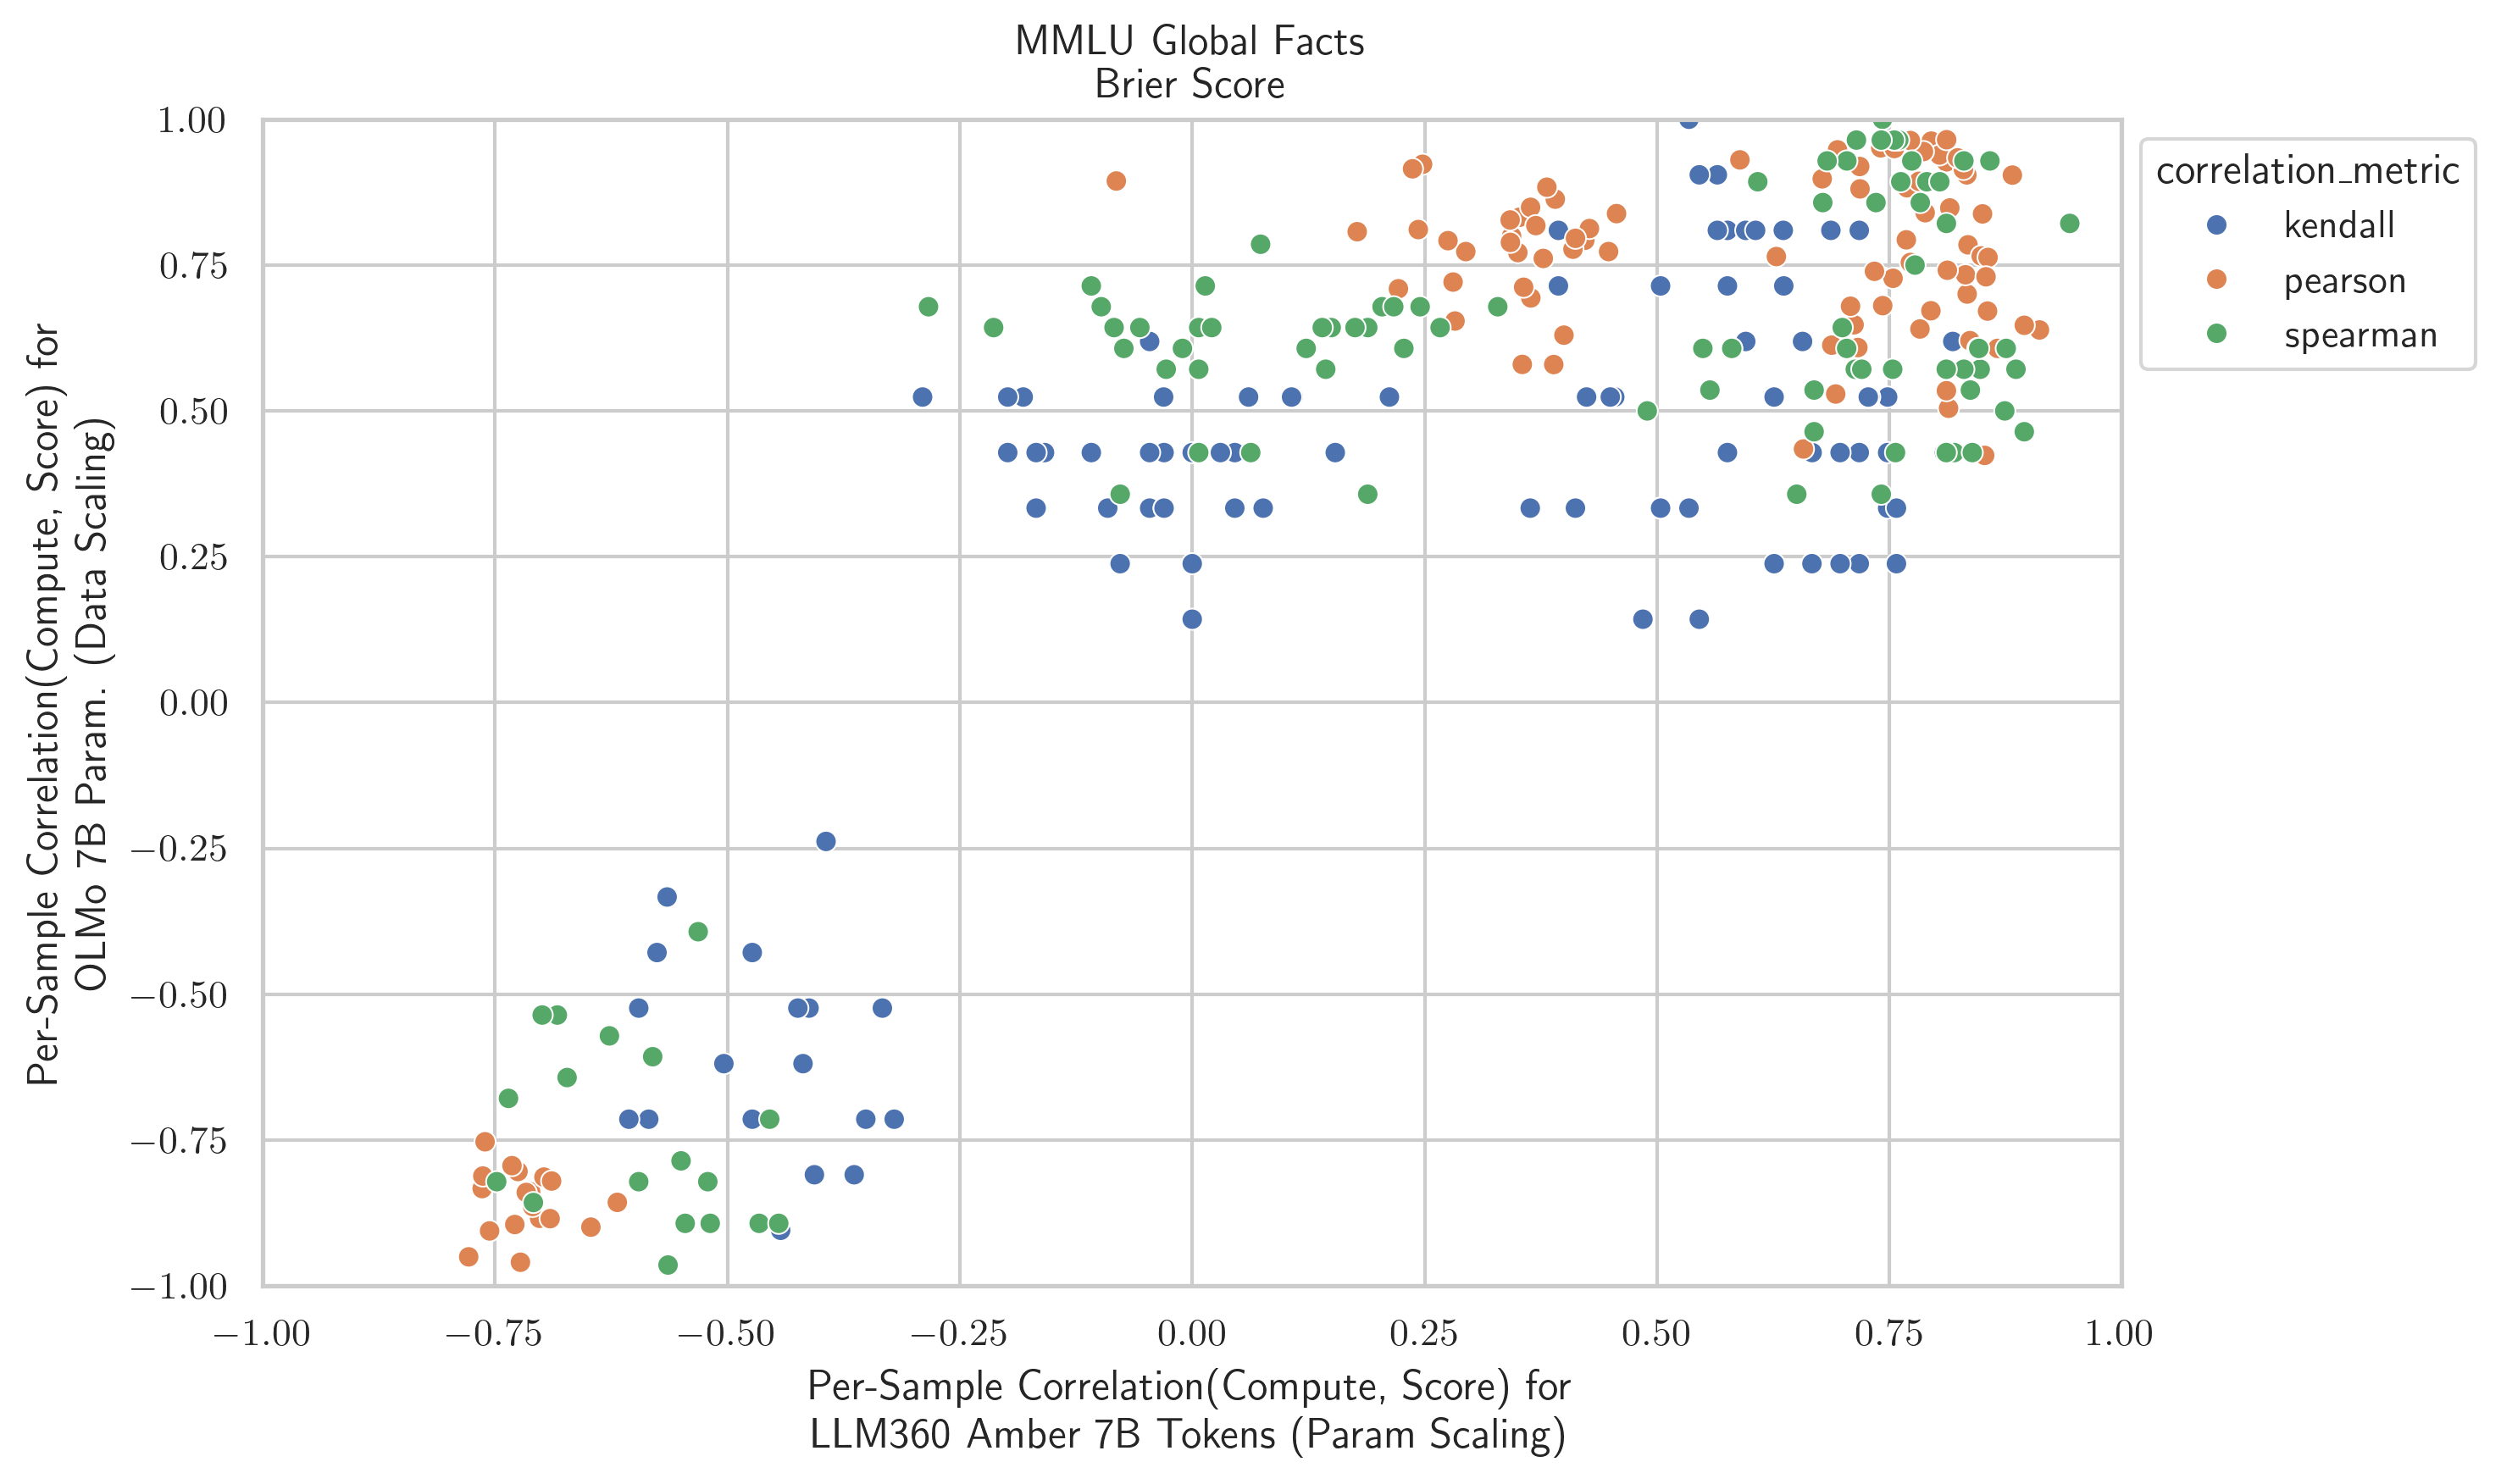 MMLU Global Facts
Brier Score
Per-Sample Correlation(Compute, Score) for
OLMo 7B Param. (Data Scaling)
1.00
0.75
0.50
0.25
0.00
−0.25
−0.50
−0.75
−1.00
−1.00
−0.75
−0.50
−0.25
0.00
0.25
0.50
0.75
1.00
Per-Sample Correlation(Compute, Score) for
LLM360 Amber 7B Tokens (Param Scaling)
correlation_metric
kendall
pearson
spearman